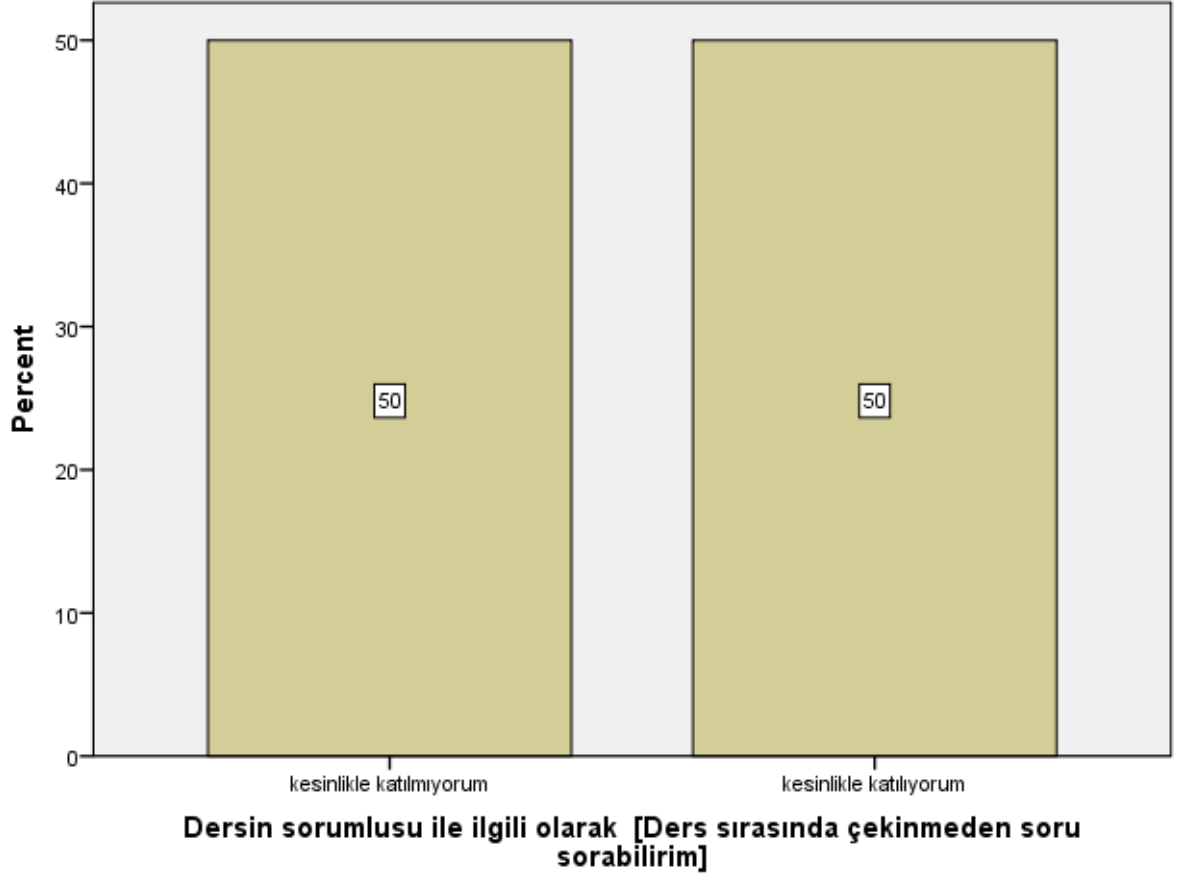 50
40
30
20
10
0
Percent
50
50
kesinlikle katılmıyorum
kesinlikle katılıyorum
Dersin sorumlusu ile ilgili olarak [Ders sırasında çekinmeden soru
sorabilirim]